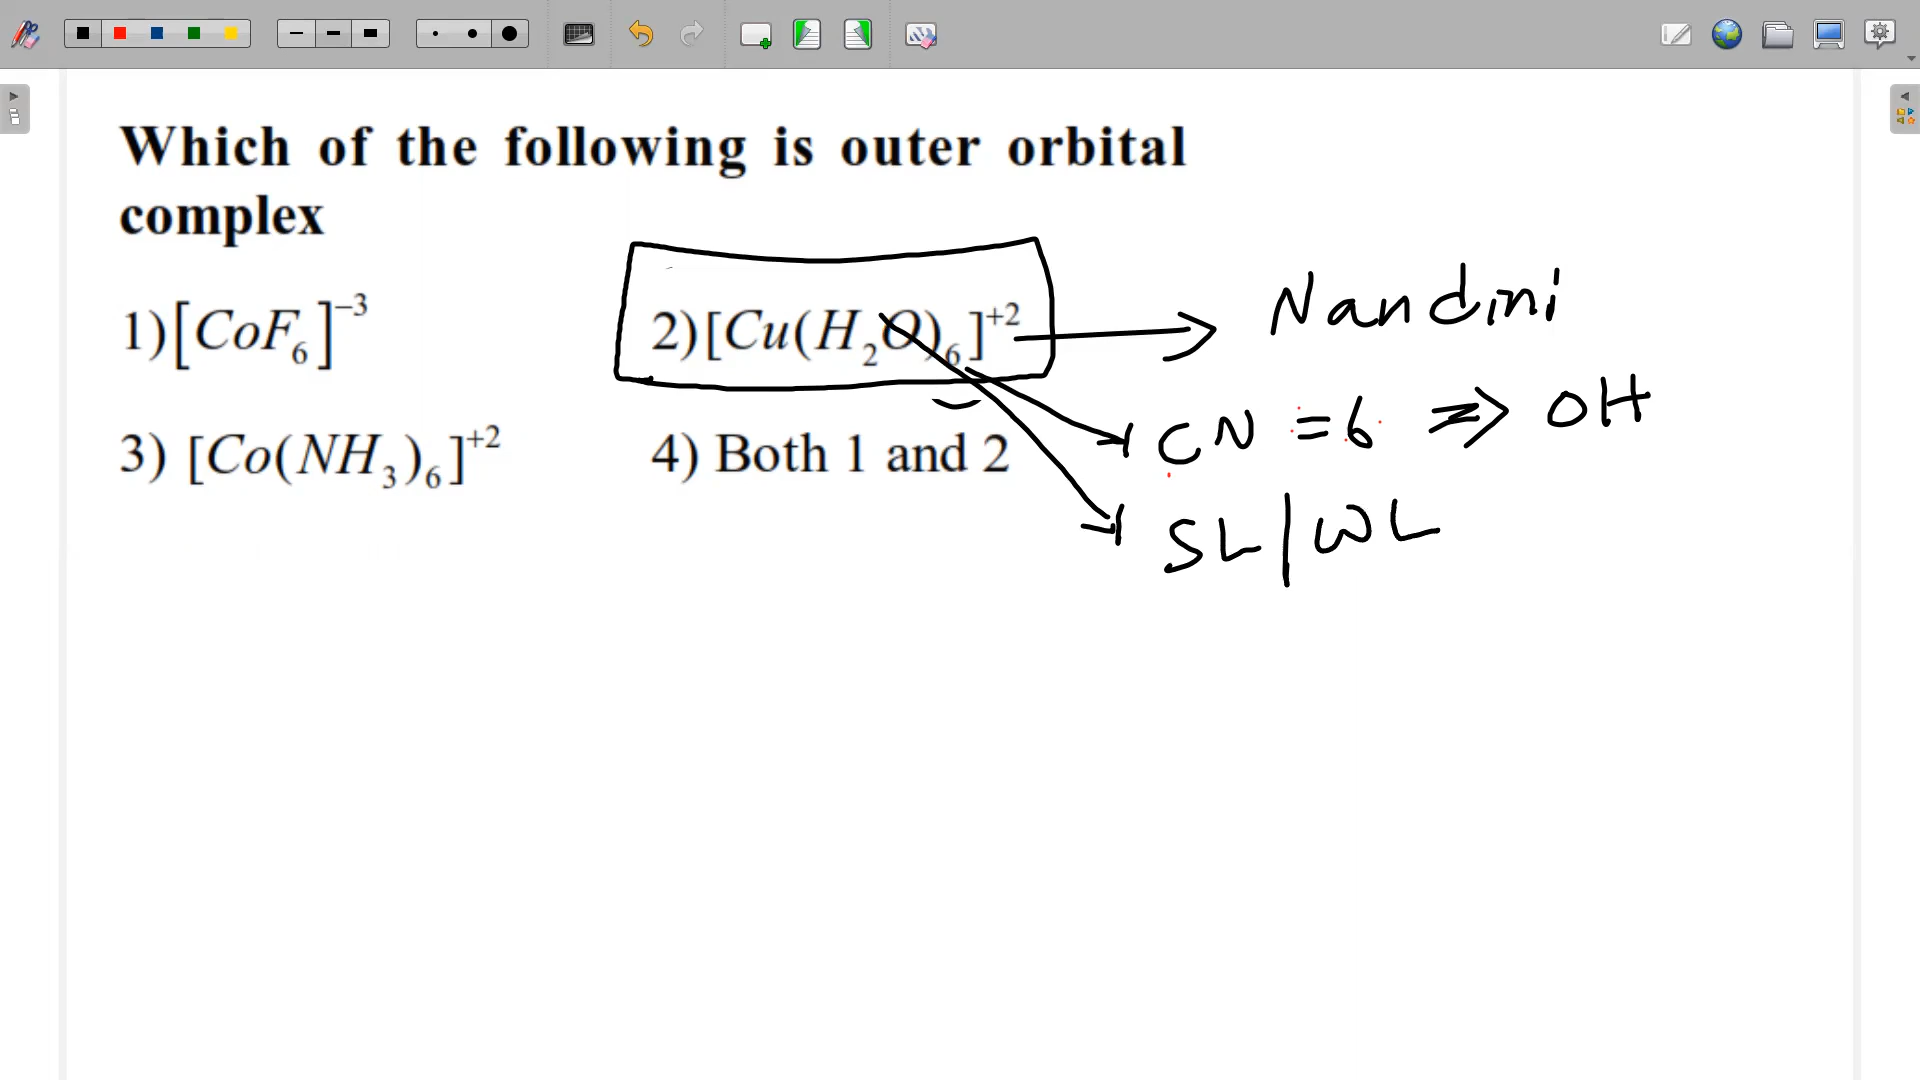 Which of the following is outer orbital
complex
1) [CoF₆]⁻³ 2) [Cu(H₂O)₆]⁺²
3) [Co(NH₃)₆]⁺² 4) Both 1 and 2
Nandini
CN = 6 ⇒ OH
SL | WL